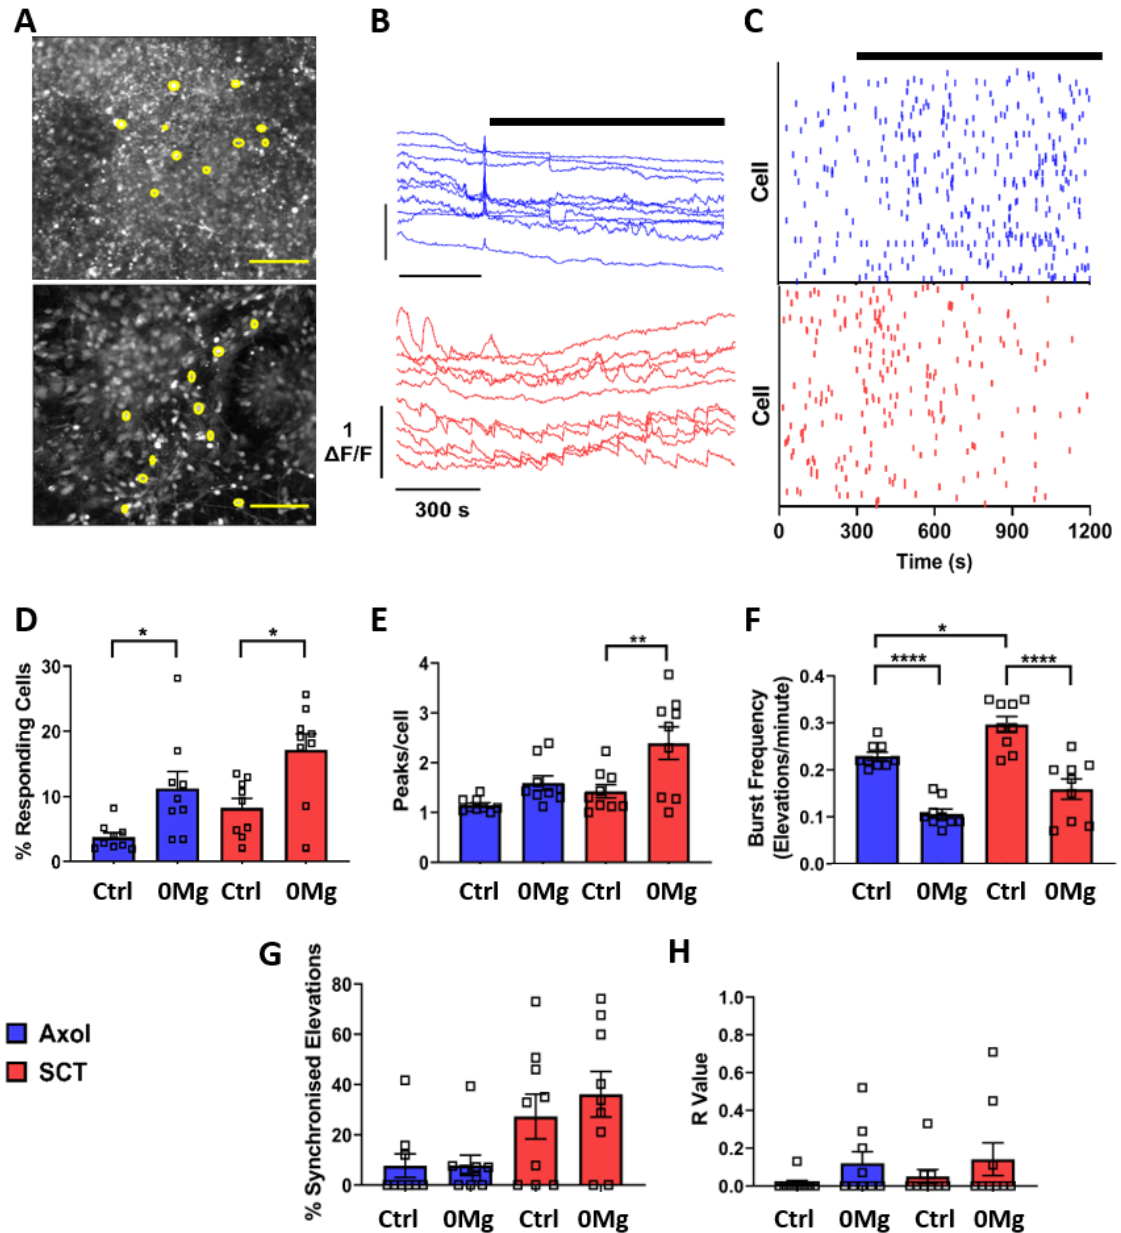 A
B
C
1
ΔF/F
300 s
Cell
Cell
0 300 600 900 1200
Time (s)
D
E
F
% Responding Cells
30
20
10
0
* *
Ctrl 0Mg Ctrl 0Mg
Peaks/cell
4
3
2
1
0
**
Ctrl 0Mg Ctrl 0Mg
Burst Frequency
(Elevations/minute)
0.4
0.3
0.2
0.1
0.0
*
**** ****
Ctrl 0Mg Ctrl 0Mg
G
H
Axol
SCT
% Synchronised Elevations
80
60
40
20
0
Ctrl 0Mg Ctrl 0Mg
R Value
1.0
0.8
0.6
0.4
0.2
0.0
Ctrl 0Mg Ctrl 0Mg